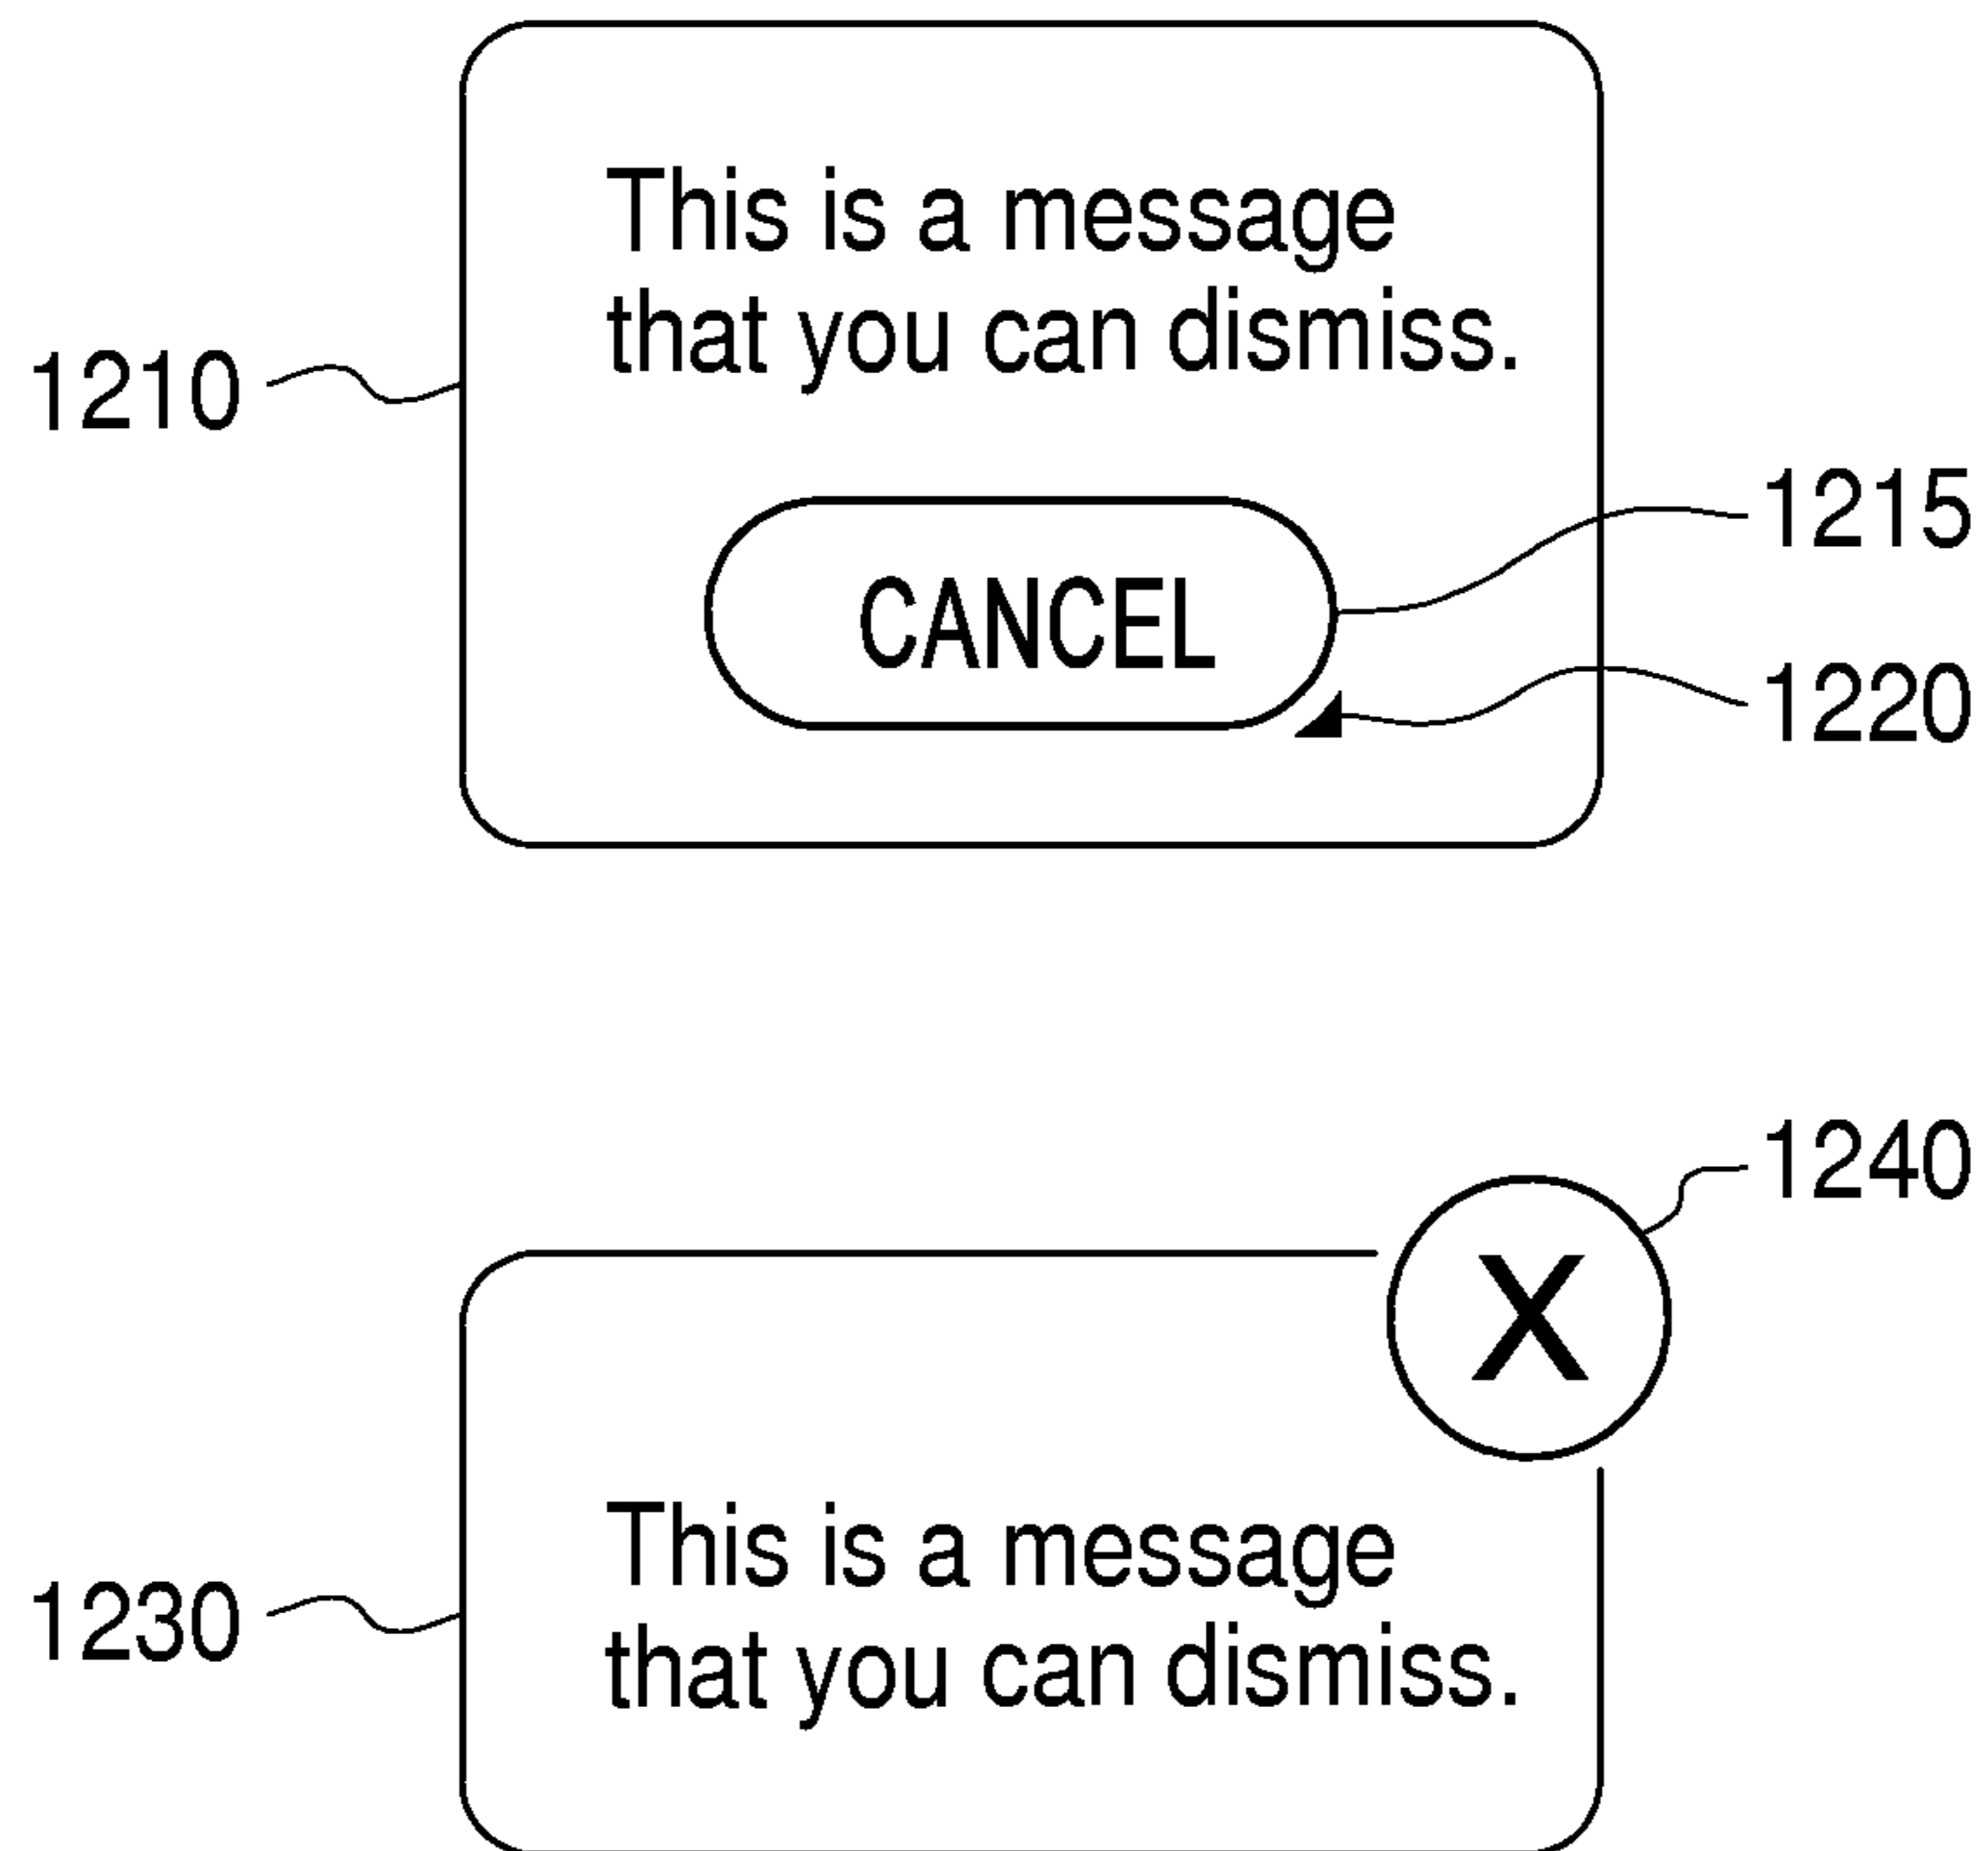 This is a message
that you can dismiss.
1210
1215
CANCEL
1220
1240
X
This is a message
1230
that you can dismiss.